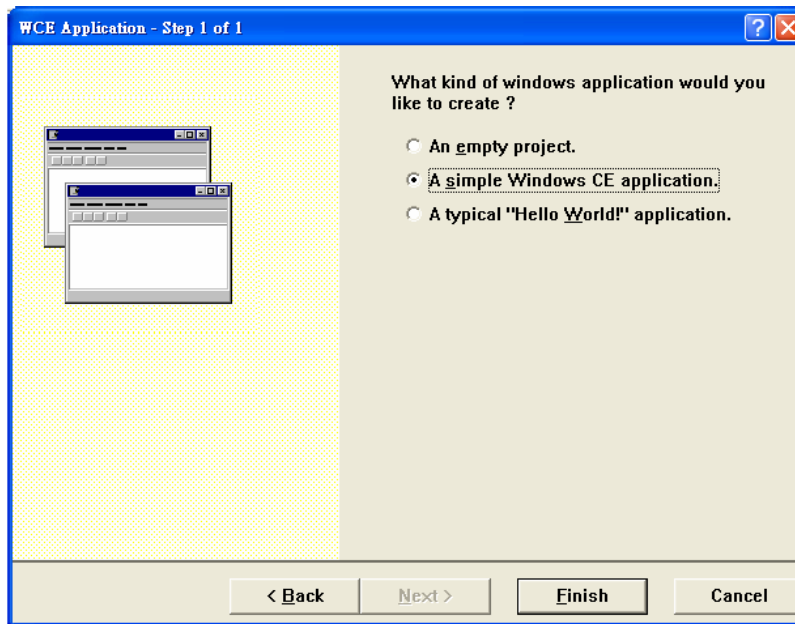 WCE Application - Step 1 of 1
What kind of windows application would you
like to create ?
An empty project.
A simple Windows CE application.
A typical "Hello World!" application.
< Back
Next >
Finish
Cancel